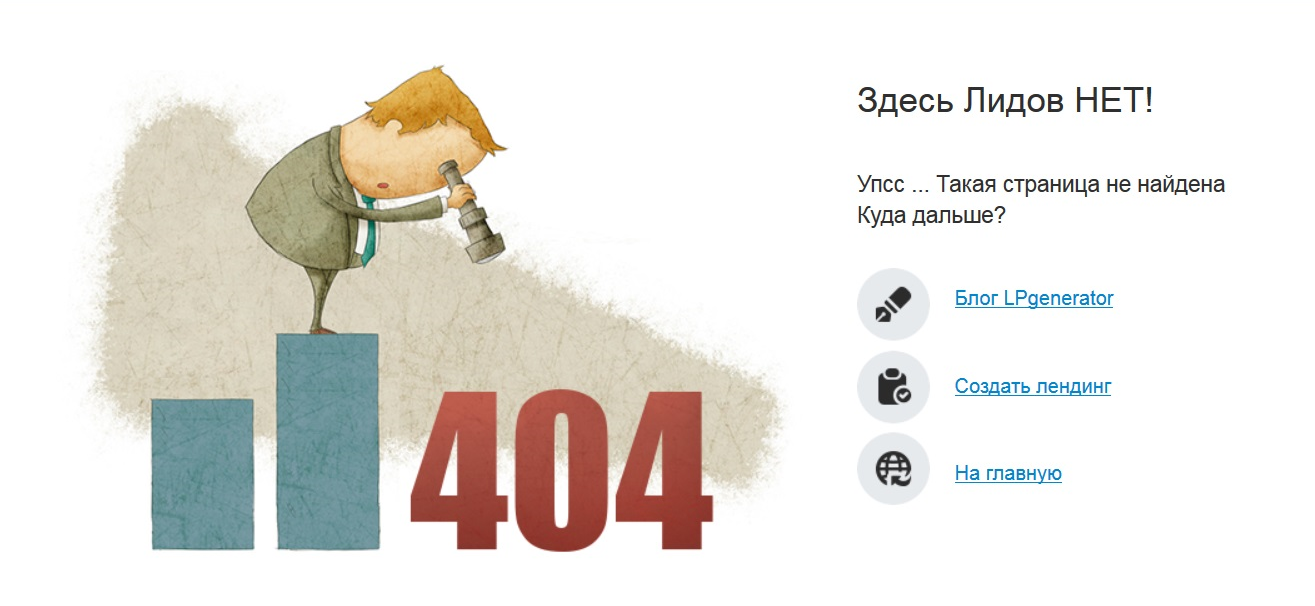 Здесь Лидов НЕТ!
Упсс ... Такая страница не найдена
Куда дальше?
Блог LPgenerator
Создать лендинг
На главную
404